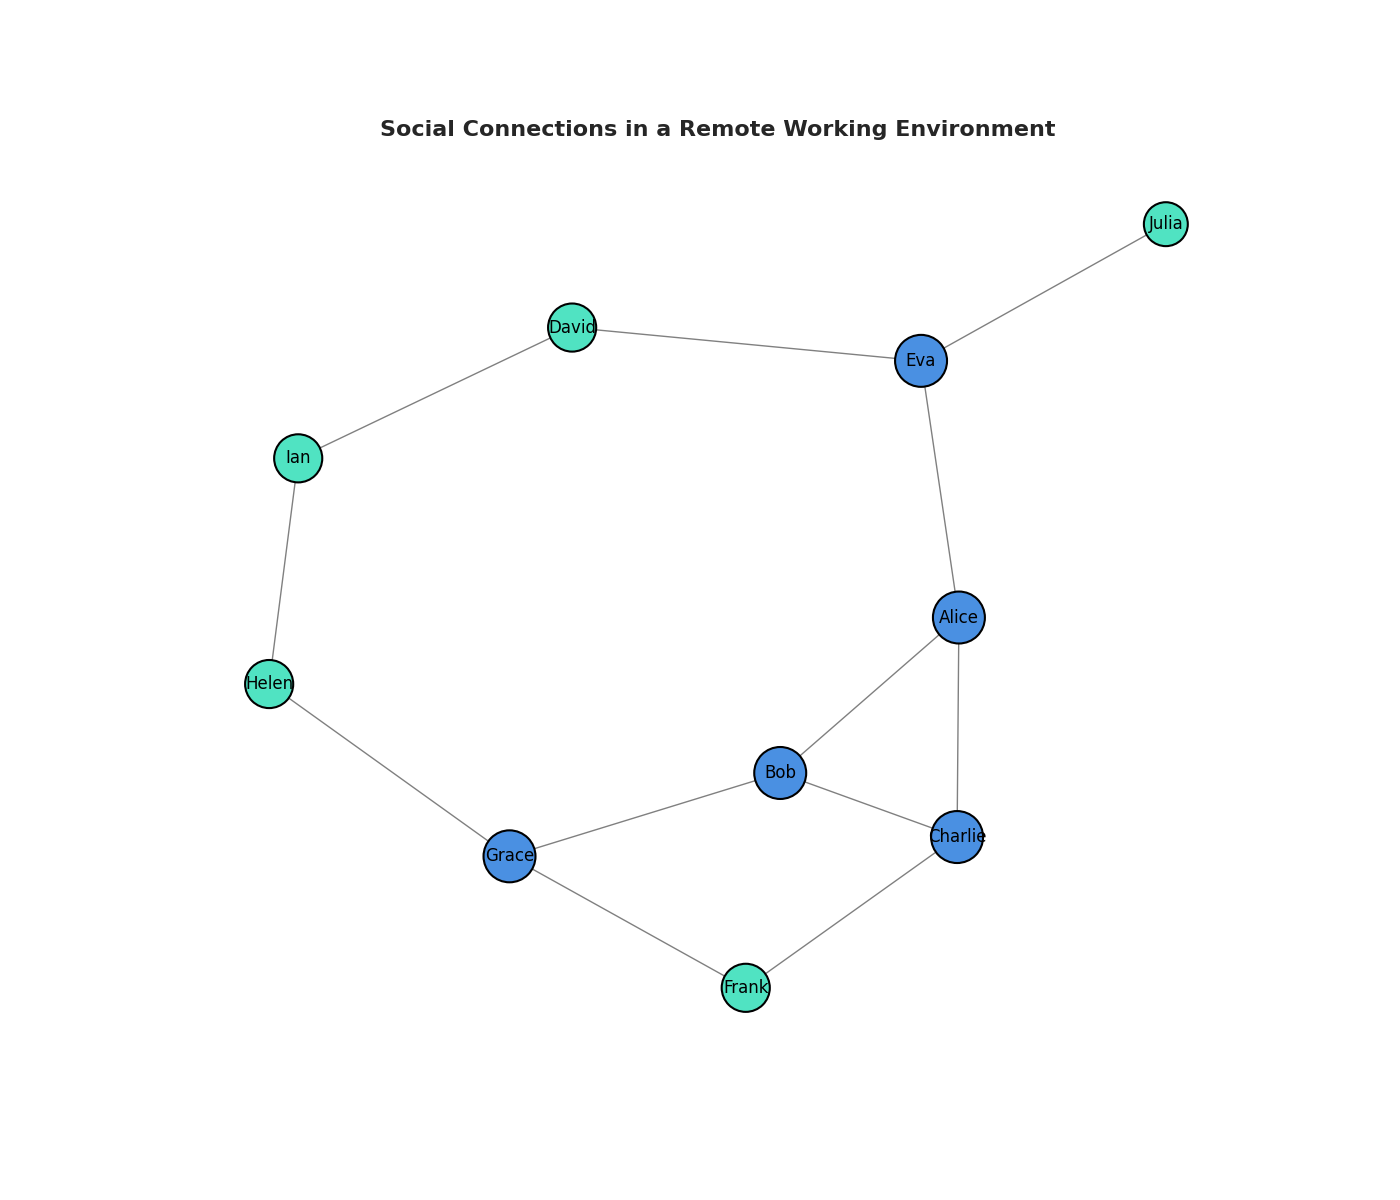 Social Connections in a Remote Working Environment
Julia
David
Eva
Ian
Alice
Helen
Bob
Charlie
Grace
Frank